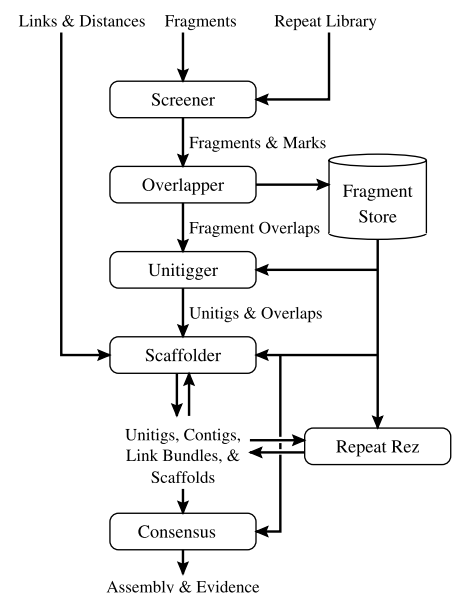 Links & Distances
Fragments
Repeat Library
Screener
Fragments & Marks
Overlapper
Fragment
Store
Fragment Overlaps
Unitigger
Unitigs & Overlaps
Scaffolder
Unitigs, Contigs,
Link Bundles, &
Scaffolds
Repeat Rez
Consensus
Assembly & Evidence